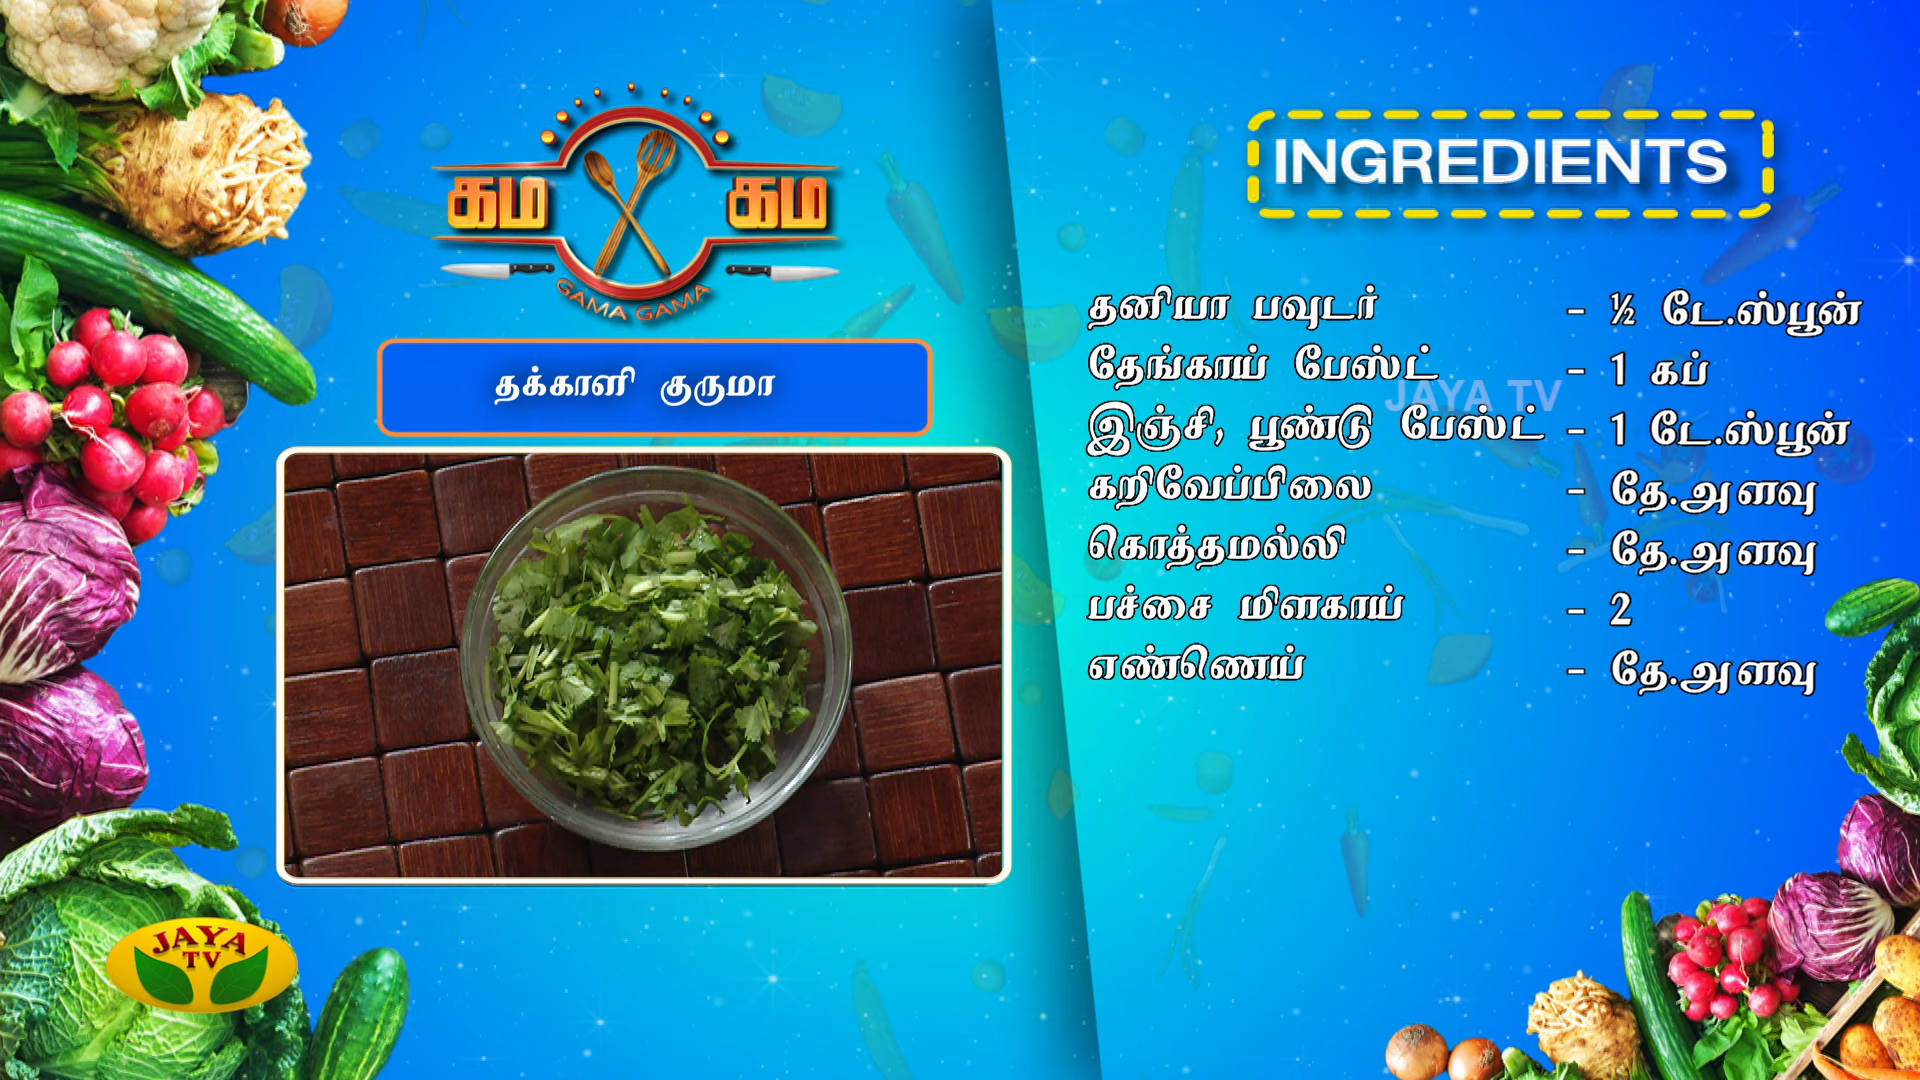 கம கம
GAMA GAMA
தக்காளி குருமா
JAYA TV
INGREDIENTS
தனியா பவுடர் - ½ டே.ஸ்பூன்
தேங்காய் பேஸ்ட் - 1 கப்
JAYA TV
இஞ்சி, பூண்டு பேஸ்ட் - 1 டே.ஸ்பூன்
கறிவேப்பிலை - தே.அளவு
கொத்தமல்லி - தே.அளவு
பச்சை மிளகாய் - 2
எண்ணெய் - தே.அளவு